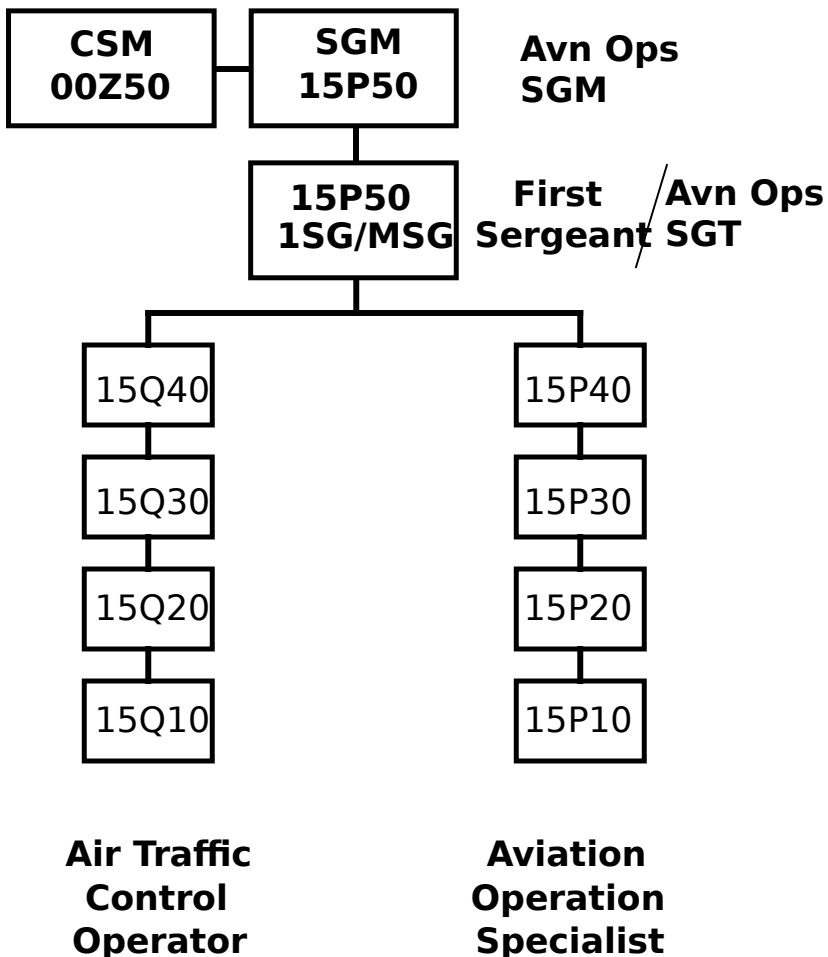 CSM
00Z50
SGM
15P50
Avn Ops
SGM
15P50
1SG/MSG
First
Sergeant
Avn Ops
SGT
15Q40
15P40
15Q30
15P30
15Q20
15P20
15Q10
15P10
Air Traffic
Control
Operator
Aviation
Operation
Specialist